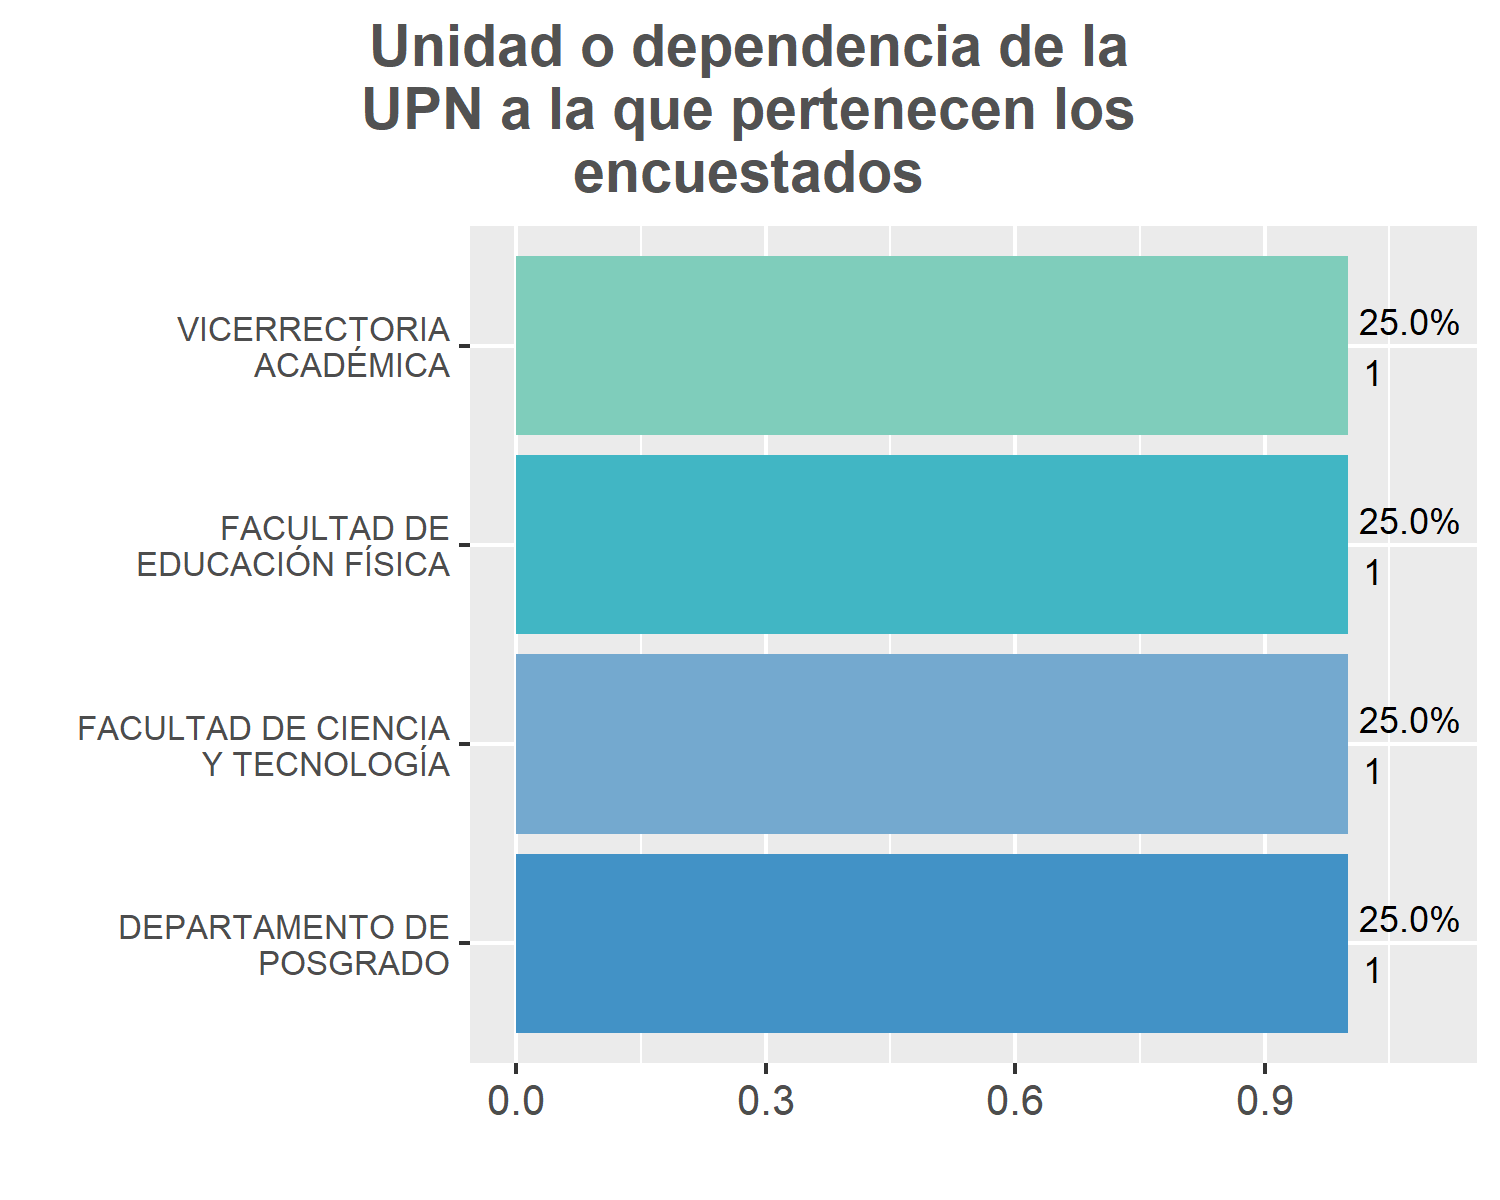 Unidad o dependencia de la
UPN a la que pertenecen los
encuestados
VICERRECTORIA
ACADÉMICA
25.0%
1
FACULTAD DE
EDUCACIÓN FÍSICA
25.0%
1
FACULTAD DE CIENCIA
Y TECNOLOGÍA
25.0%
1
DEPARTAMENTO DE
POSGRADO
25.0%
1
0.0 0.3 0.6 0.9